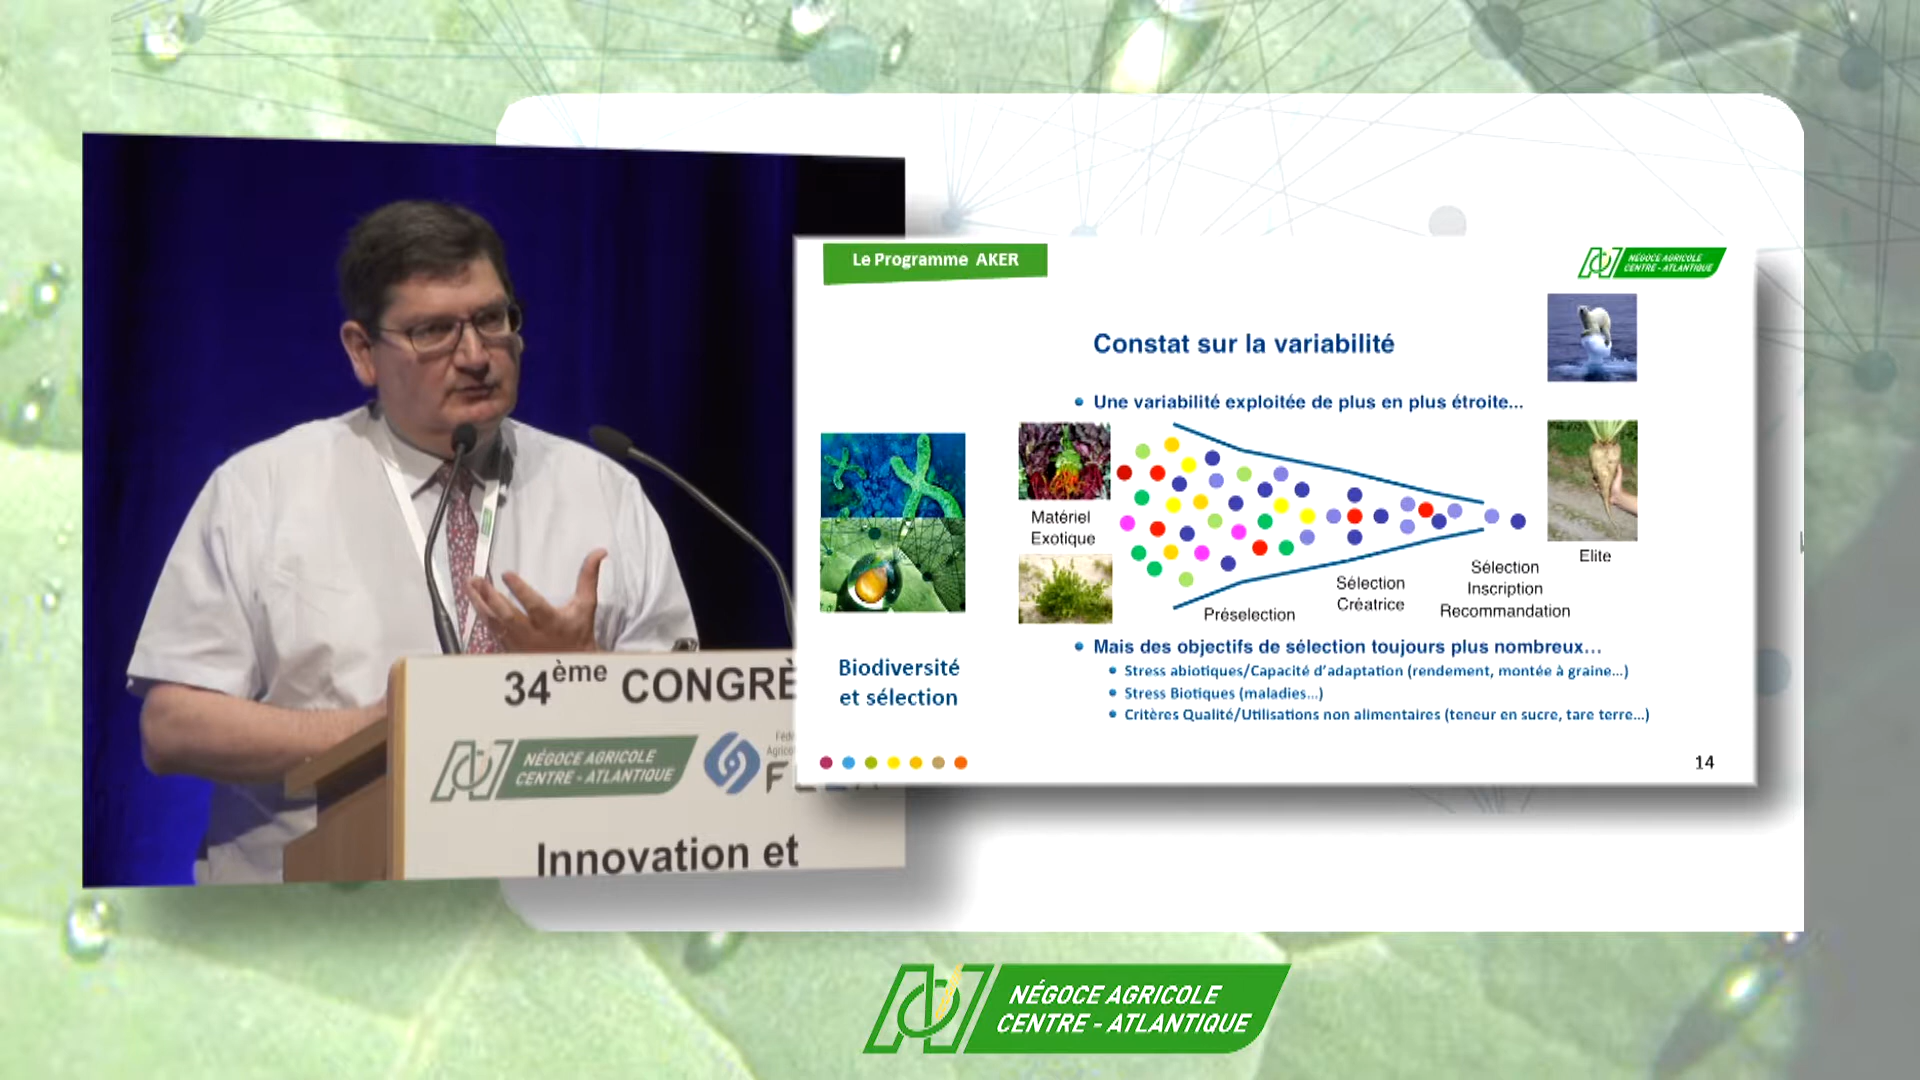 Le Programme AKER
NÉGOCE AGRICOLE
CENTRE - ATLANTIQUE
Constat sur la variabilité
Une variabilité exploitée de plus en plus étroite...
Matériel
Exotique
Elite
Préselection
Sélection
Créatrice
Sélection
Inscription
Recommandation
Mais des objectifs de sélection toujours plus nombreux...
Stress abiotiques/Capacité d'adaptation (rendement, montée à graine...)
Stress Biotiques (maladies...)
Critères Qualité/Utilisations non alimentaires (teneur en sucre, tare terre...)
Biodiversité
et sélection
14
34ème CONGRÈ
NÉGOCE AGRICOLE
CENTRE - ATLANTIQUE
Innovation et
NÉGOCE AGRICOLE
CENTRE - ATLANTIQUE